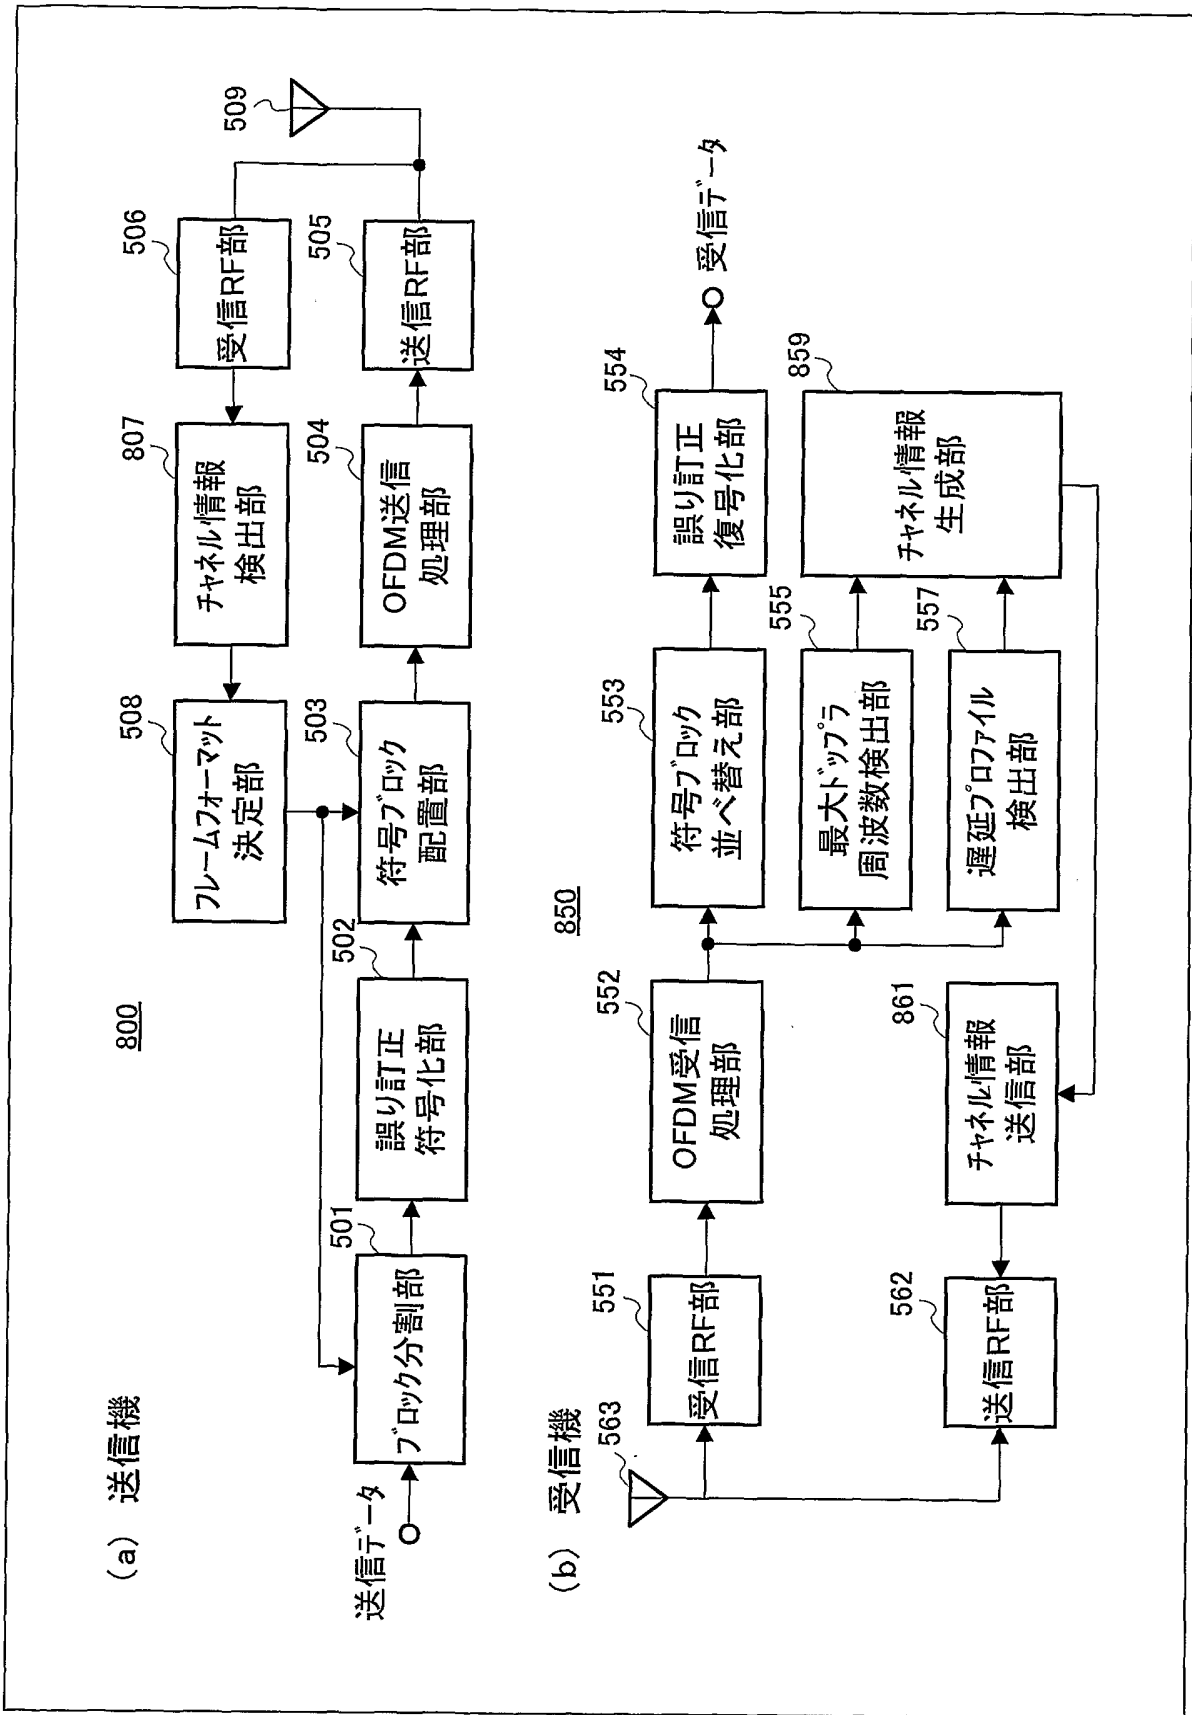 (a) 送信機
800
509
506
受信RF部
807
チャネル情報
検出部
508
フレームフォーマット
決定部
送信データ
501
ブロック分割部
502
誤り訂正
符号化部
503
符号ブロック
配置部
504
OFDM送信
処理部
505
送信RF部
(b) 受信機
850
563
551
受信RF部
552
OFDM受信
処理部
553
符号ブロック
並べ替え部
554
誤り訂正
復号化部
受信データ
555
最大ドップラ
周波数検出部
557
遅延プロファイル
検出部
859
チャネル情報
生成部
861
チャネル情報
送信部
562
送信RF部